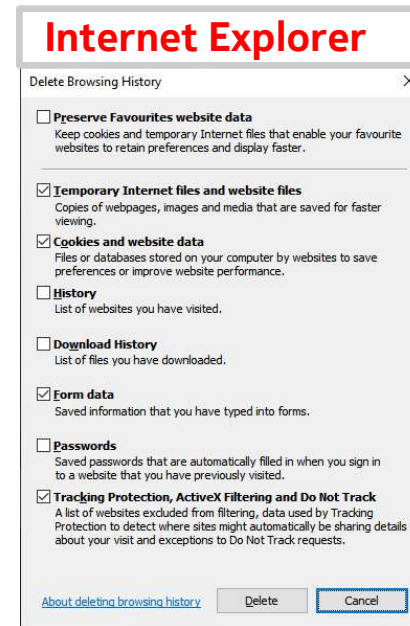 Internet Explorer
Delete Browsing History
Preserve Favourites website data
Keep cookies and temporary Internet files that enable your favourite
websites to retain preferences and display faster.
Temporary Internet files and website files
Copies of webpages, images and media that are saved for faster
viewing.
Cookies and website data
Files or databases stored on your computer by websites to save
preferences or improve website performance.
History
List of websites you have visited.
Download History
List of files you have downloaded.
Form data
Saved information that you have typed into forms.
Passwords
Saved passwords that are automatically filled in when you sign in
to a website that you have previously visited.
Tracking Protection, ActiveX Filtering and Do Not Track
A list of websites excluded from filtering, data used by Tracking
Protection to detect where sites might automatically be sharing details
about your visit and exceptions to Do Not Track requests.
About deleting browsing history Delete Cancel